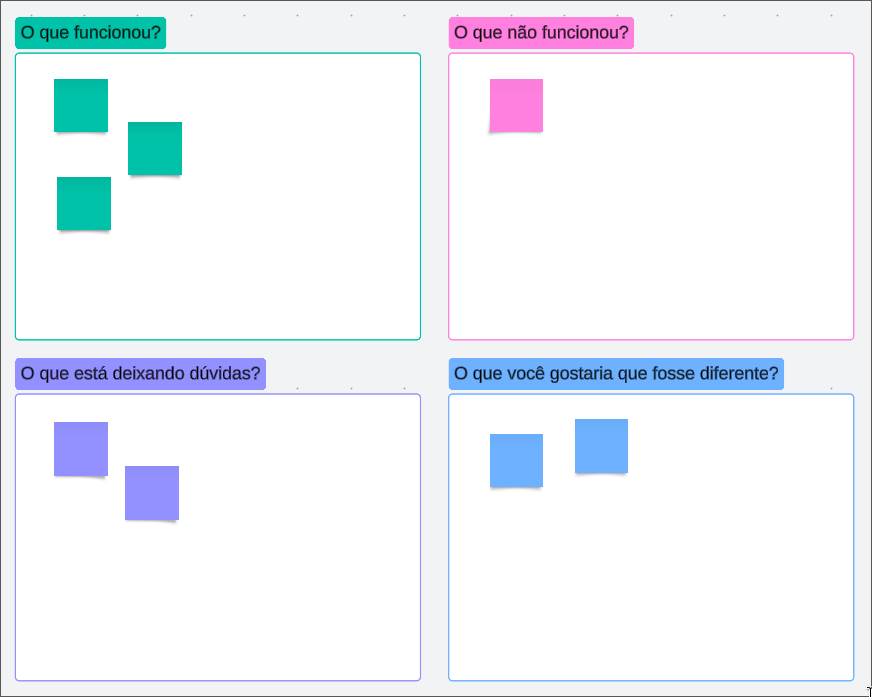 O que funcionou?
O que não funcionou?
O que está deixando dúvidas?
O que você gostaria que fosse diferente?